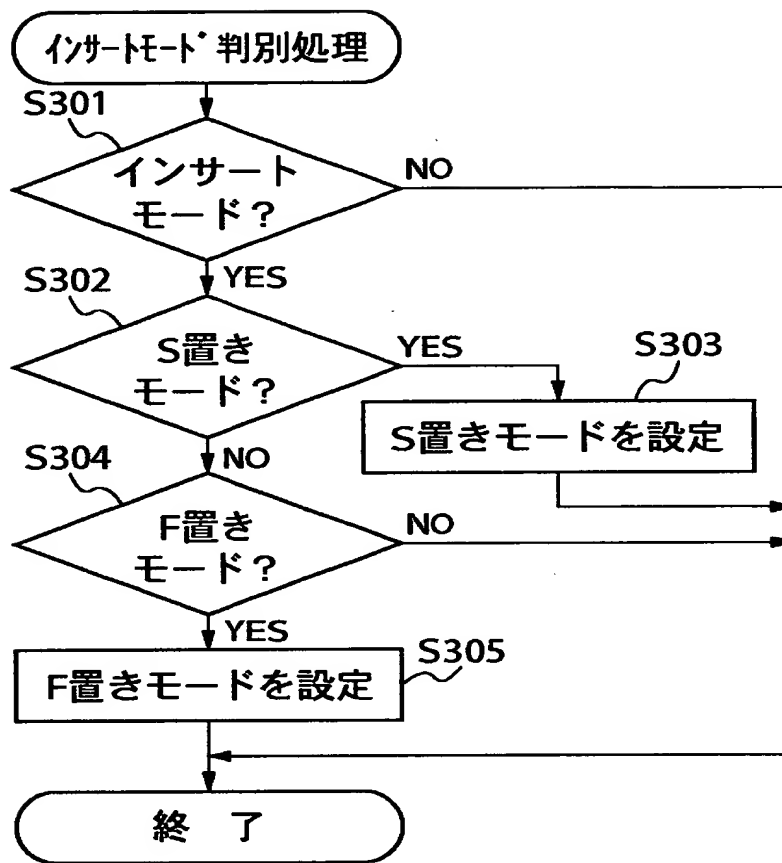 インサートモード判別処理
S301
インサート
モード？
NO
YES
S302
S置き
モード？
YES
S303
S置きモードを設定
NO
S304
F置き
モード？
NO
YES
S305
F置きモードを設定
終 了